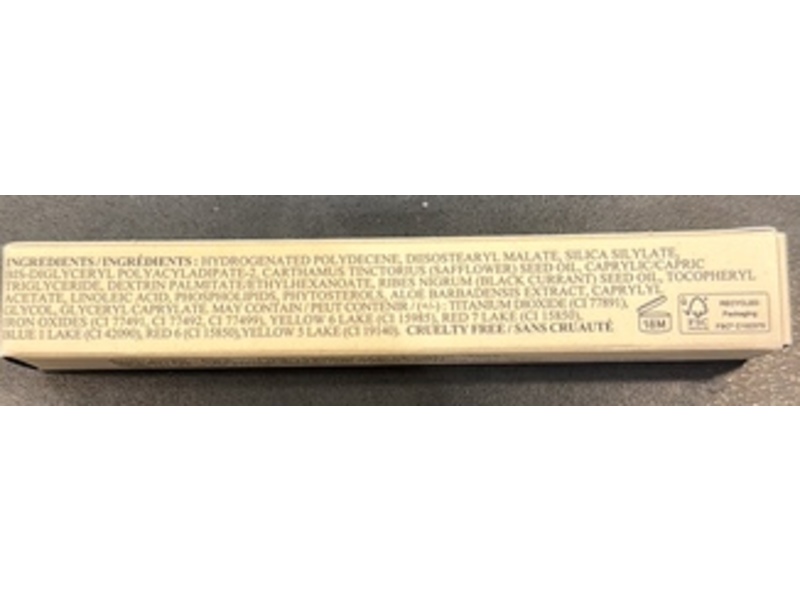 INGREDIENTS / INGRÉDIENTS : HYDROGENATED POLYDECENE, DIISOSTEARYL MALATE, SILICA SILYLATE,
BIS-DIGLYCERYL POLYACYLADIPATE-2, CARTHAMUS TINCTORIUS (SAFFLOWER) SEED OIL, CAPRYLIC/CAPRIC
TRIGLYCERIDE, DEXTRIN PALMITATE/ETHYLHEXANOATE, RIBES NIGRUM (BLACK CURRANT) SEED OIL, TOCOPHERYL
ACETATE, LINOLEIC ACID, PHOSPHOLIPIDS, PHYTOSTEROLS, ALOE BARBADENSIS EXTRACT, CAPRYLYL
GLYCOL, GLYCERYL CAPRYLATE. MAY CONTAIN / PEUT CONTENIR / (+/-) : TITANIUM DIOXIDE (CI 77891),
IRON OXIDES (CI 77491, CI 77492, CI 77499), YELLOW 6 LAKE (CI 15985), RED 7 LAKE (CI 15850),
BLUE 1 LAKE (CI 42090), RED 6 (CI 15850),YELLOW 5 LAKE (CI 19140). CRUELTY FREE / SANS CRUAUTÉ
18M
FSC
RECYCLED
Packaging